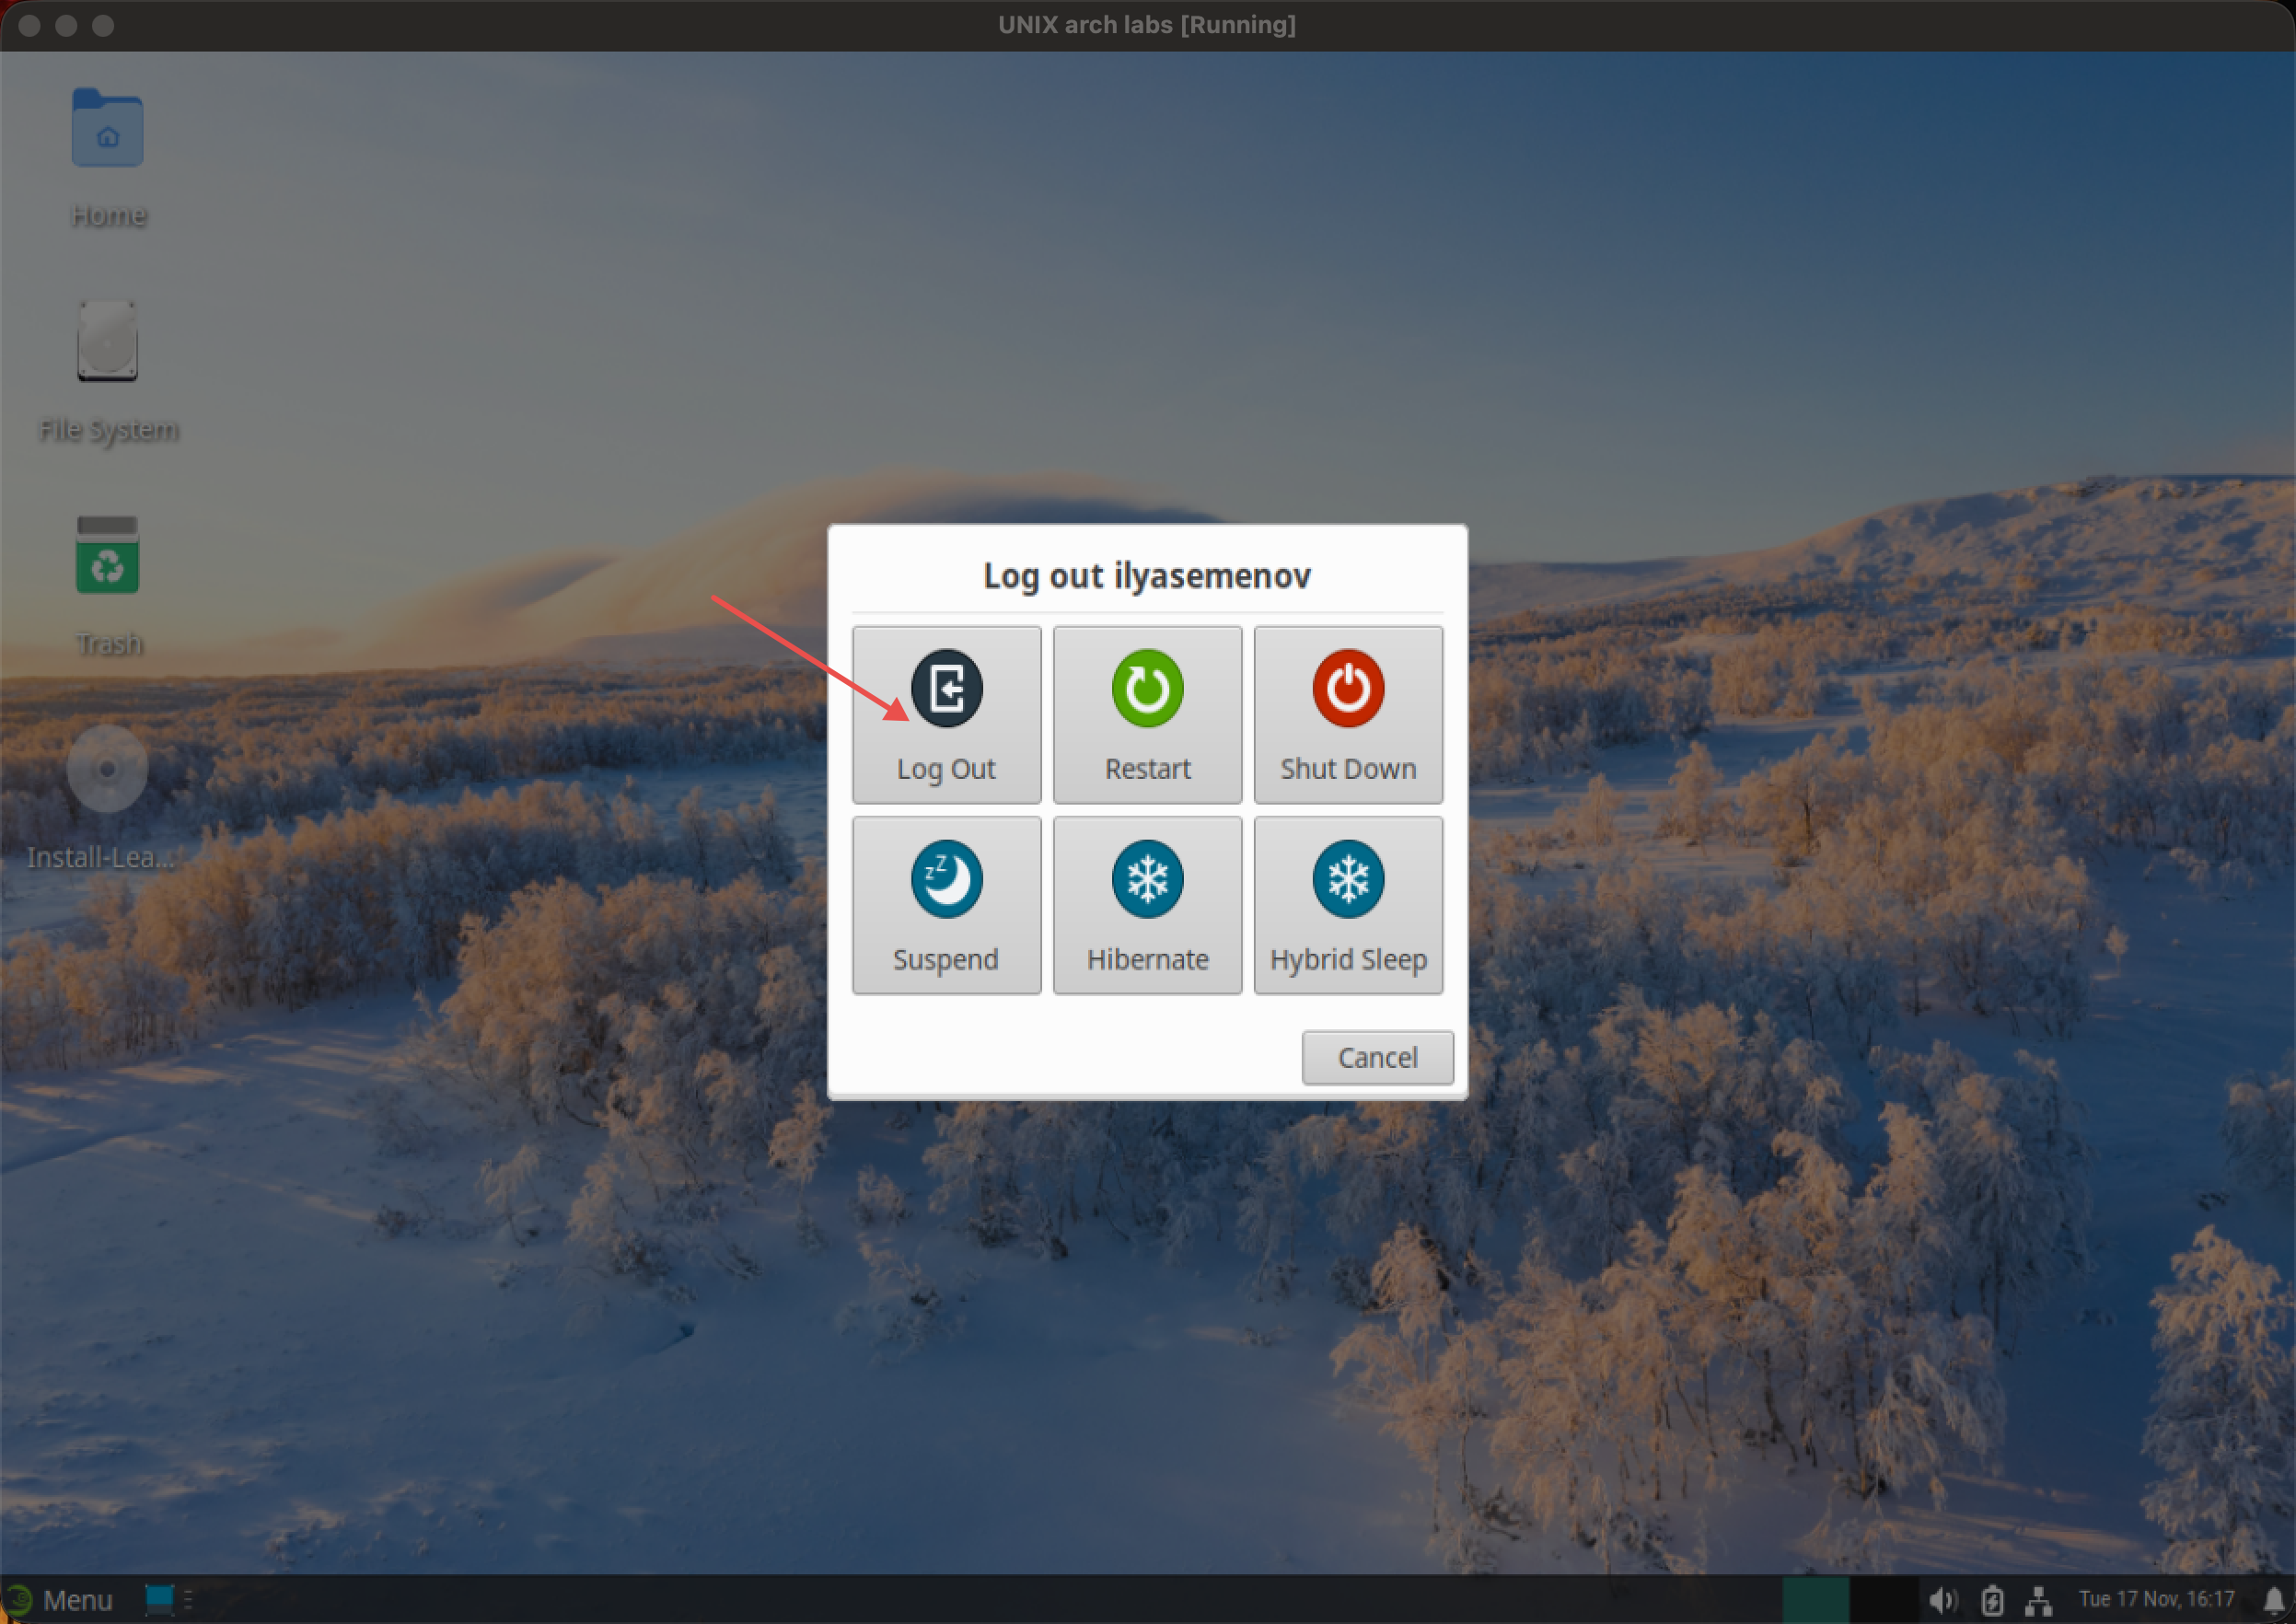 UNIX arch labs [Running]
Home
File System
Trash
Install-Lea...
Log out ilyasemenov
Log Out
Restart
Shut Down
Suspend
Hibernate
Hybrid Sleep
Cancel
Menu
Tue 17 Nov, 16:17